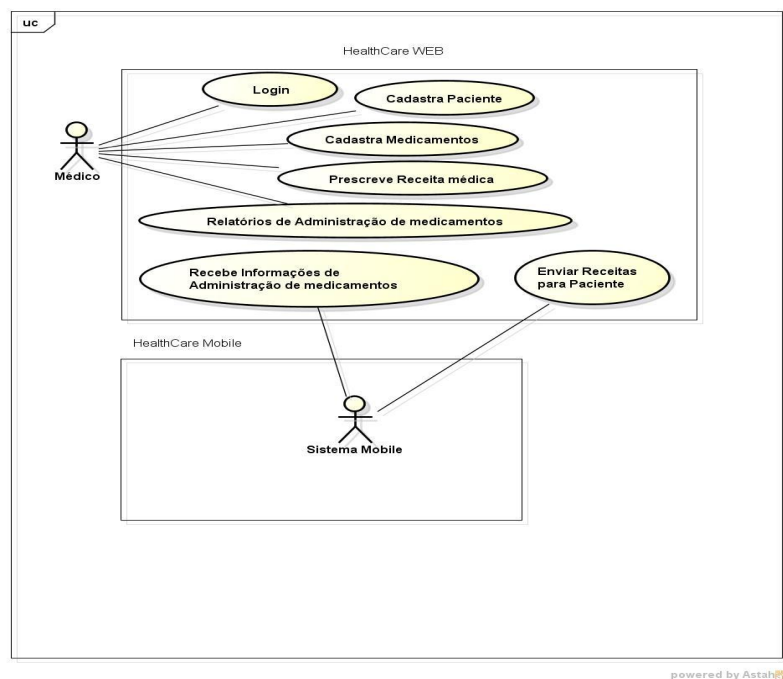 uc
HealthCare WEB
Login
Cadastra Paciente
Cadastra Medicamentos
Médico
Prescreve Receita médica
Relatórios de Administração de medicamentos
Recebe Informações de
Administração de medicamentos
Enviar Receitas
para Paciente
HealthCare Mobile
Sistema Mobile
powered by Astah